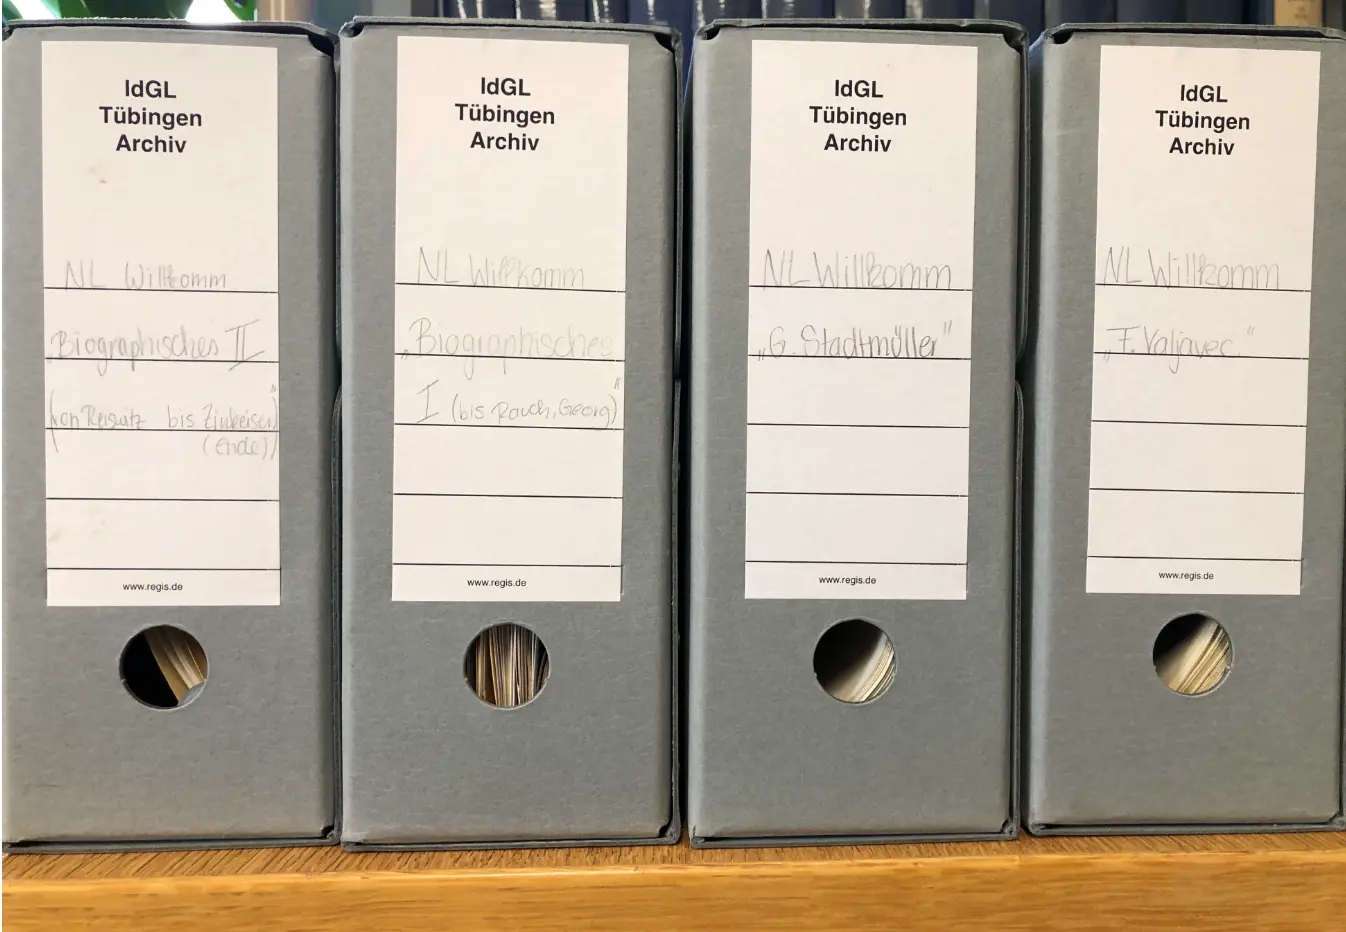 IdGL
Tübingen
Archiv
NL Willkomm
„Biographisches II
(von Reiswitz bis Zinkeisen"
(Ende))
www.regis.de
IdGL
Tübingen
Archiv
NL Willkomm
„Biographisches
I (bis Rauch, Georg)"
www.regis.de
IdGL
Tübingen
Archiv
NL Willkomm
„G. Stadtmüller"
www.regis.de
IdGL
Tübingen
Archiv
NL Willkomm
„F. Valjavec"
www.regis.de